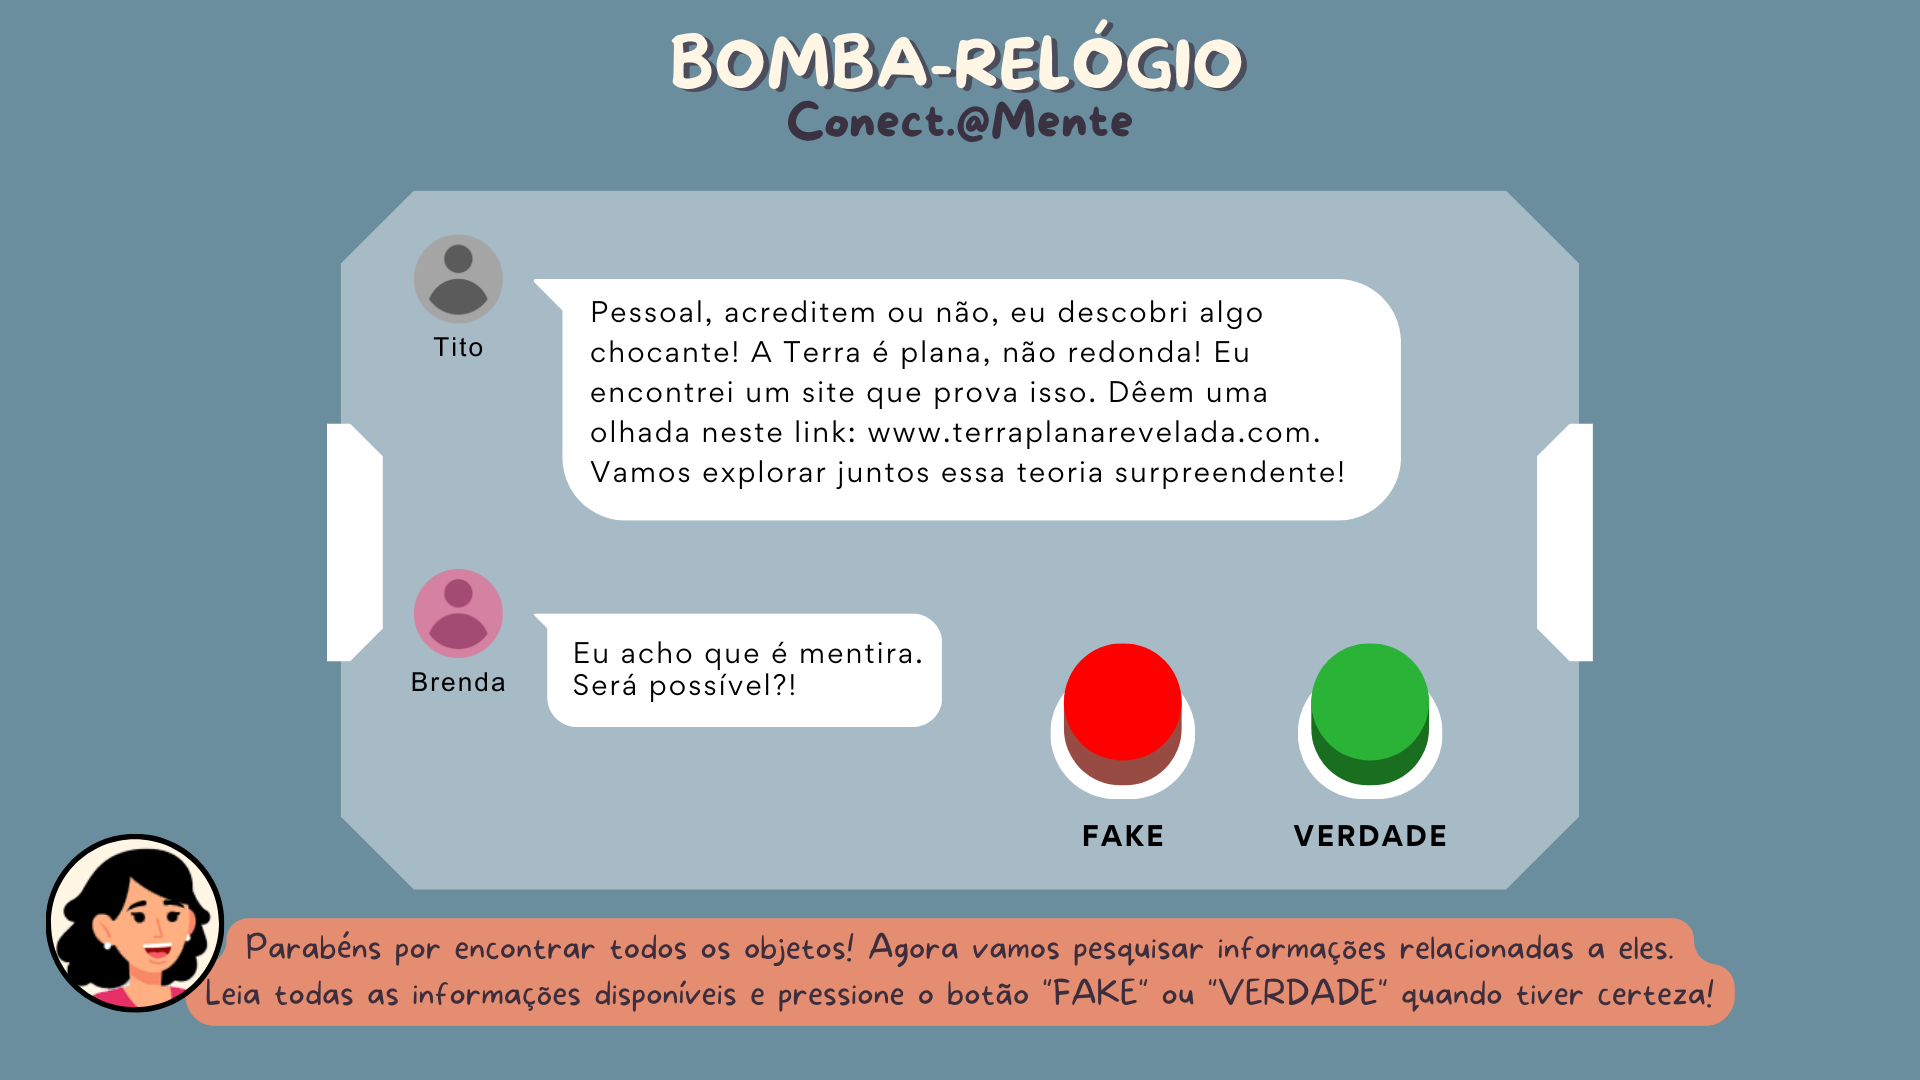 BOMBA-RELÓGIO
Conect.@Mente
Tito
Pessoal, acreditem ou não, eu descobri algo
chocante! A Terra é plana, não redonda! Eu
encontrei um site que prova isso. Dêem uma
olhada neste link: www.terraplanarevelada.com.
Vamos explorar juntos essa teoria surpreendente!
Brenda
Eu acho que é mentira.
Será possível?!
FAKE
VERDADE
Parabéns por encontrar todos os objetos! Agora vamos pesquisar informações relacionadas a eles.
Leia todas as informações disponíveis e pressione o botão "FAKE" ou "VERDADE" quando tiver certeza!